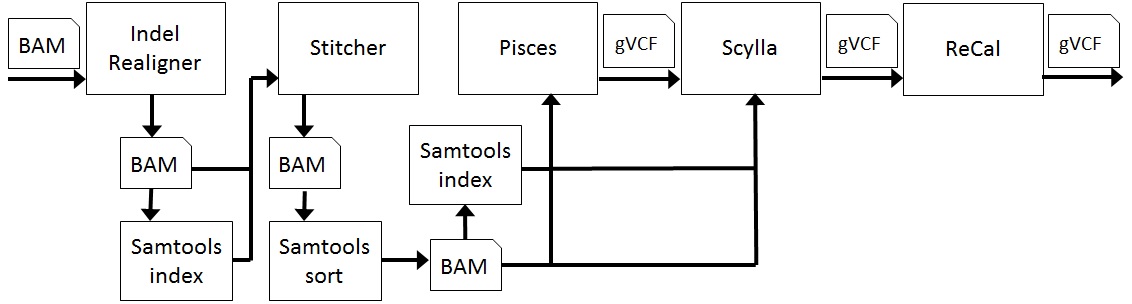 BAM
Indel
Realigner
Stitcher
Pisces
gVCF
Scylla
gVCF
ReCal
gVCF
BAM
BAM
Samtools
index
Samtools
index
Samtools
sort
BAM